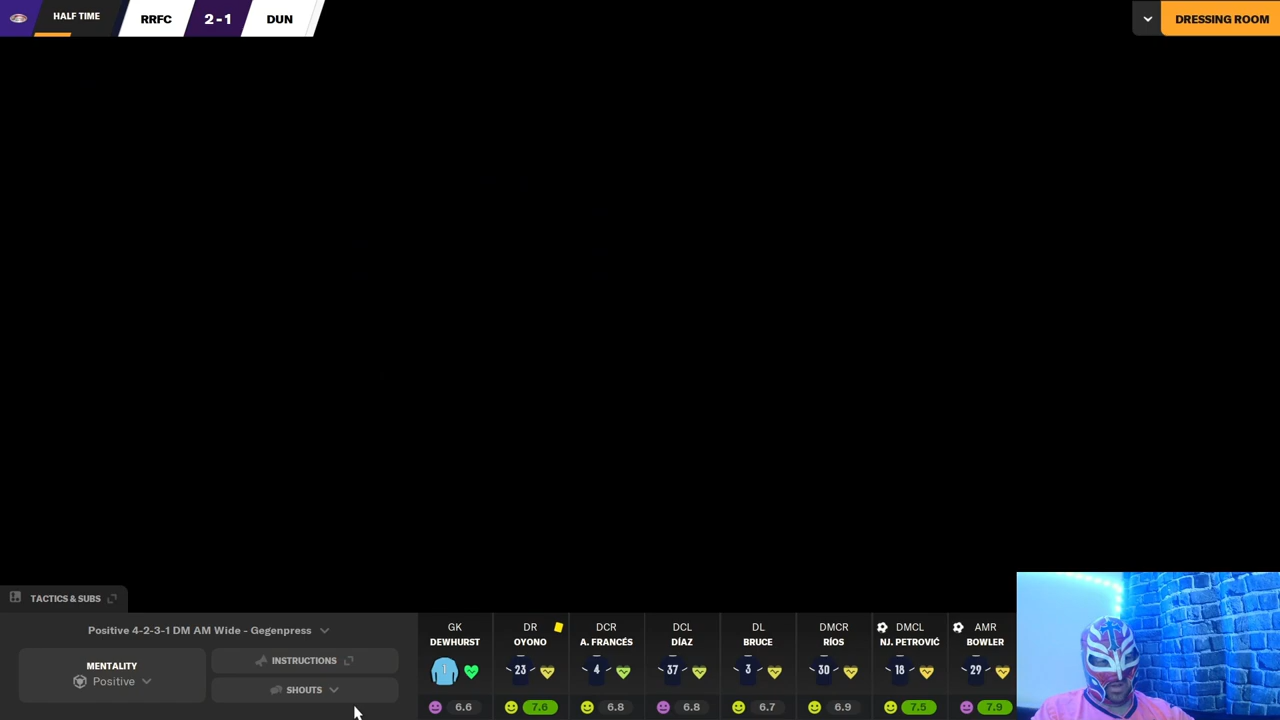 HALF TIME
RRFC
2 - 1
DUN
DRESSING ROOM
TACTICS & SUBS
Positive 4-2-3-1 DM AM Wide - Gegenpress
MENTALITY
Positive
INSTRUCTIONS
SHOUTS
GK
DR
DCR
DCL
DL
DMCR
DMCL
AMR
DEWHURST
OYONO
A. FRANCÉS
DÍAZ
BRUCE
RÍOS
NJ. PETROVIĆ
BOWLER
1
23
4
37
3
30
18
29
6.6
7.6
6.8
6.8
6.7
6.9
7.5
7.9